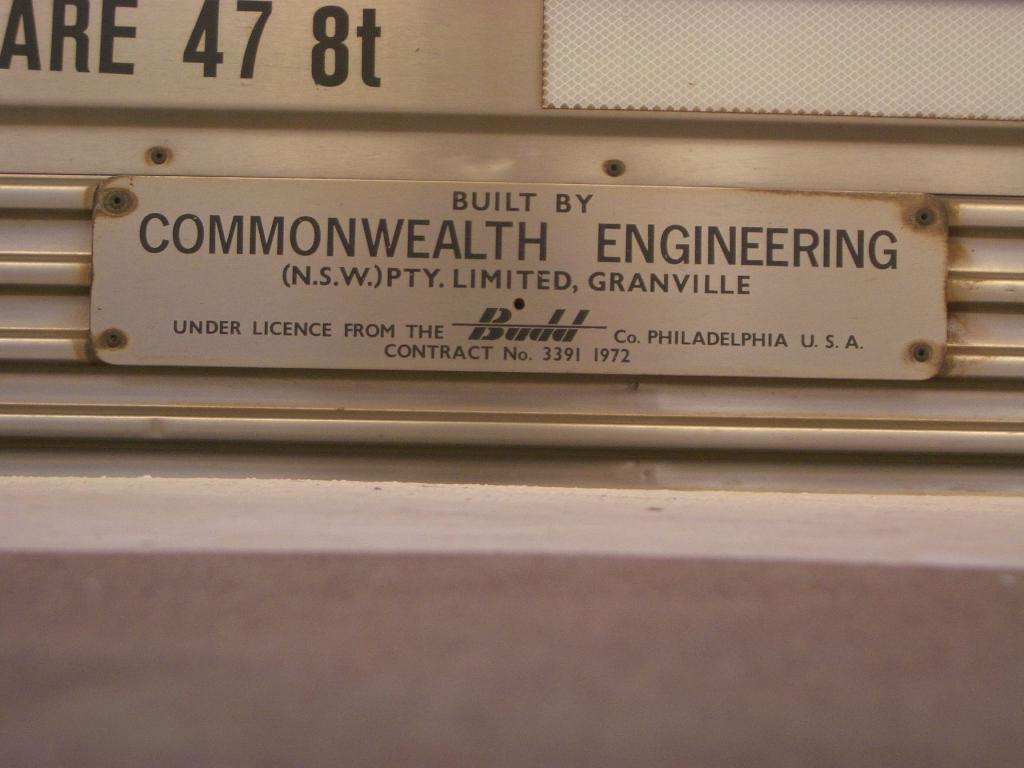 ARE 47 8t
BUILT BY
COMMONWEALTH ENGINEERING
(N.S.W.) PTY. LIMITED, GRANVILLE
UNDER LICENCE FROM THE Budd Co. PHILADELPHIA U. S. A.
CONTRACT No. 3391 1972